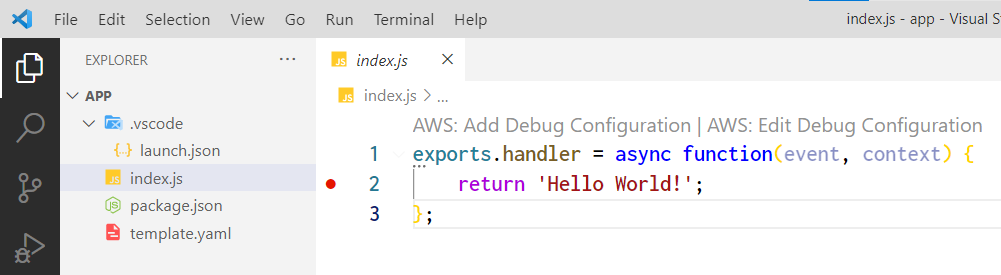 File Edit Selection View Go Run Terminal Help index.js - app - Visual S
EXPLORER ···
APP
.vscode
{..} launch.json
JS index.js
package.json
template.yaml
JS index.js ×
JS index.js > ...
AWS: Add Debug Configuration | AWS: Edit Debug Configuration
1 exports.handler = async function(event, context) {
2 return 'Hello World!';
3 };